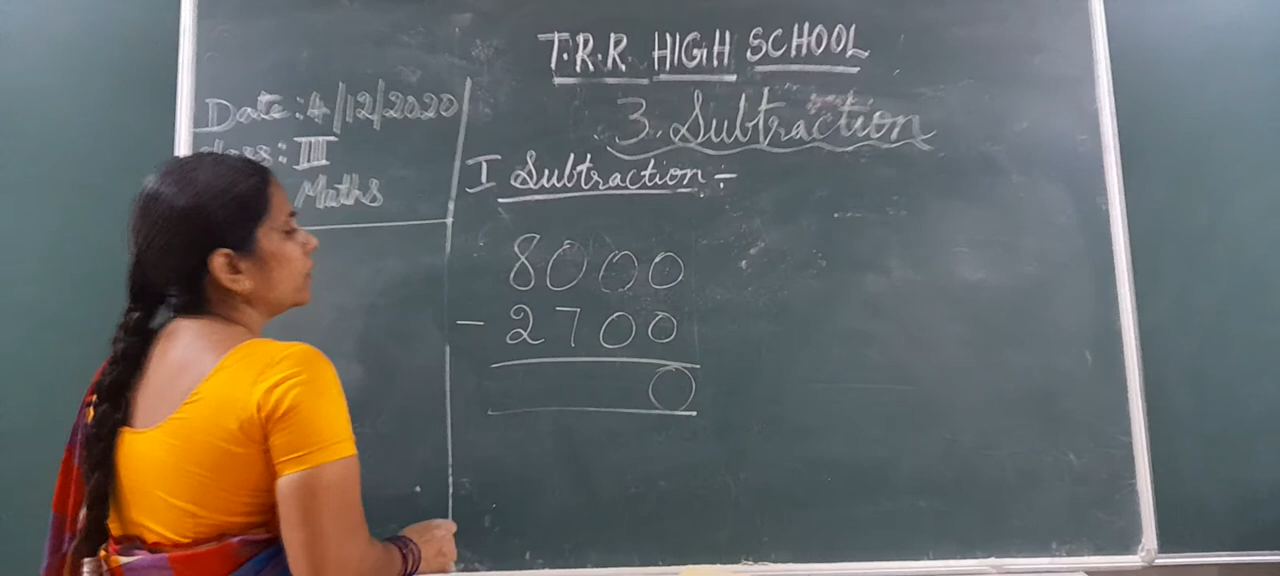 T.R.R HIGH SCHOOL
Date: 4/12/2020
3. Subtraction
class: III
Maths
I Subtraction :-
8000
- 2700
0